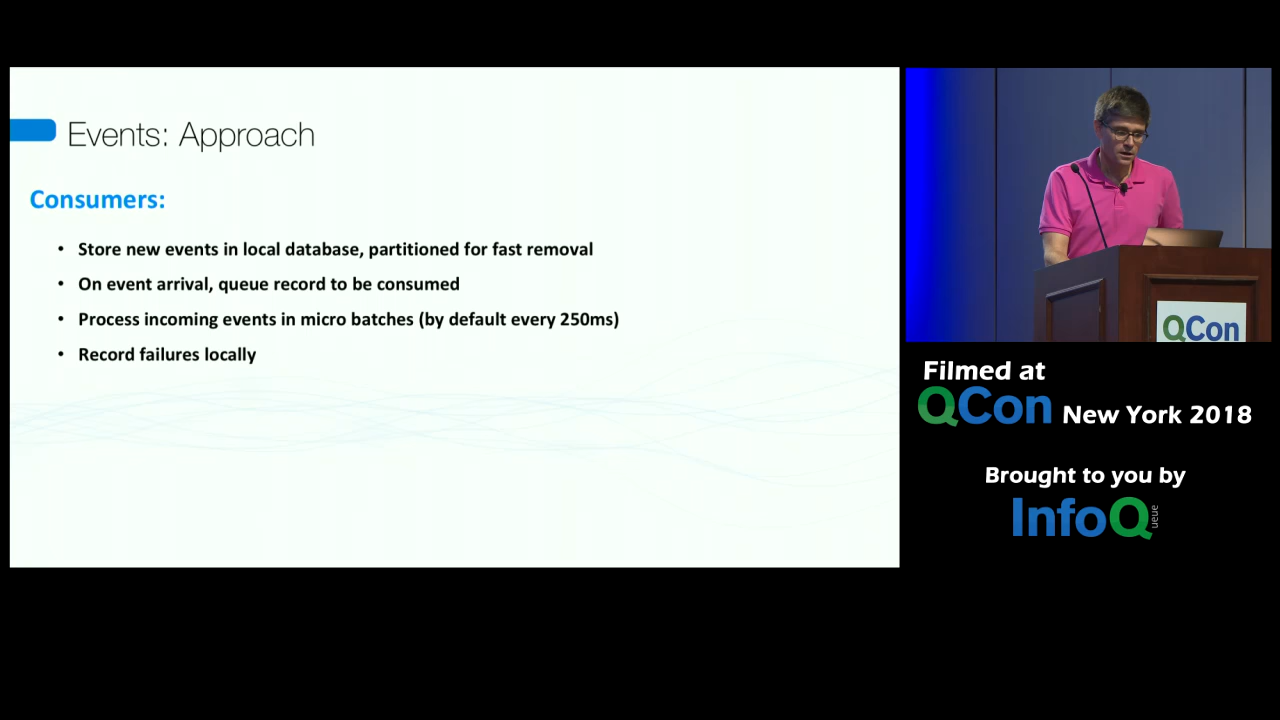 Events: Approach
Consumers:
• Store new events in local database, partitioned for fast removal
• On event arrival, queue record to be consumed
• Process incoming events in micro batches (by default every 250ms)
• Record failures locally
QCon
Filmed at
QCon New York 2018
Brought to you by
InfoQueue